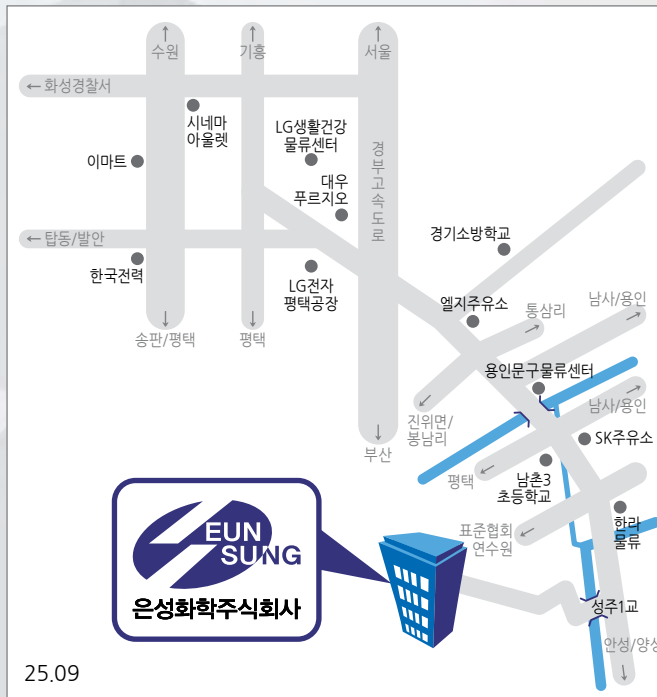 수원
기흥
서울
← 화성경찰서
시네마
아울렛
LG생활건강
물류센터
이마트
대우
푸르지오
경부고속도로
← 탑동/발안
경기소방학교
한국전력
LG전자
평택공장
엘지주유소
통삼리
남사/용인
송판/평택
평택
용인문구물류센터
남사/용인
진위면/
봉남리
부산
SK주유소
평택
남촌3
초등학교
표준협회
연수원
한라
물류
EUN
SUNG
은성화학주식회사
성주1교
안성/양성
25.09